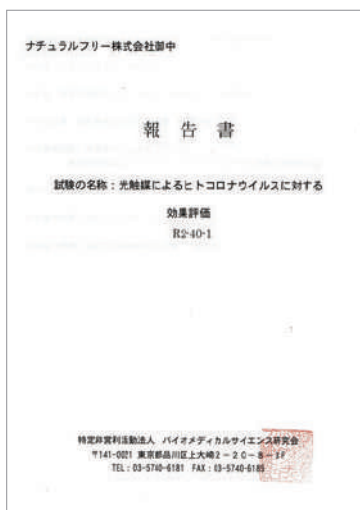 ナチュラルフリー株式会社御中
報 告 書
試験の名称：光触媒によるヒトコロナウイルスに対する
効果評価
R2-40-1
特定非営利活動法人 バイオメディカルサイエンス研究会
〒141-0021 東京都品川区上大崎2－20－8－1F
TEL：03-5740-6181 FAX：03-5740-6185